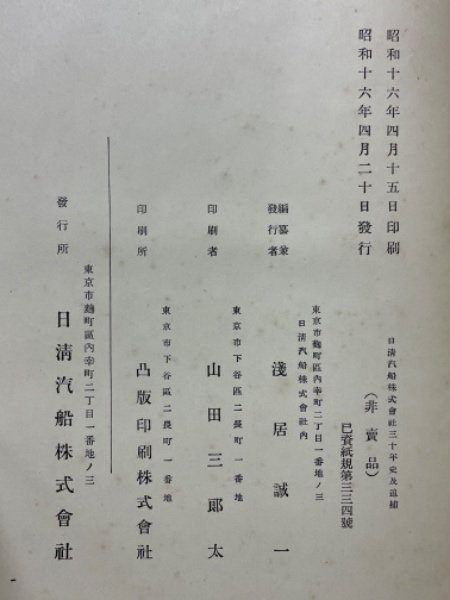 昭和十六年四月十五日印刷
昭和十六年四月二十日發行
日淸汽船株式會社三十年史及追補
(非賣品)
巳資紙規第三三四號
編纂兼
發行者
東京市麹町區內幸町二丁目一番地ノ三
日淸汽船株式會社內
淺居誠一
印刷者
東京市下谷區二長町一番地
山田三郞太
印刷所
東京市下谷區二長町一番地
凸版印刷株式會社
發行所
東京市麹町區內幸町二丁目一番地ノ三
日淸汽船株式會社